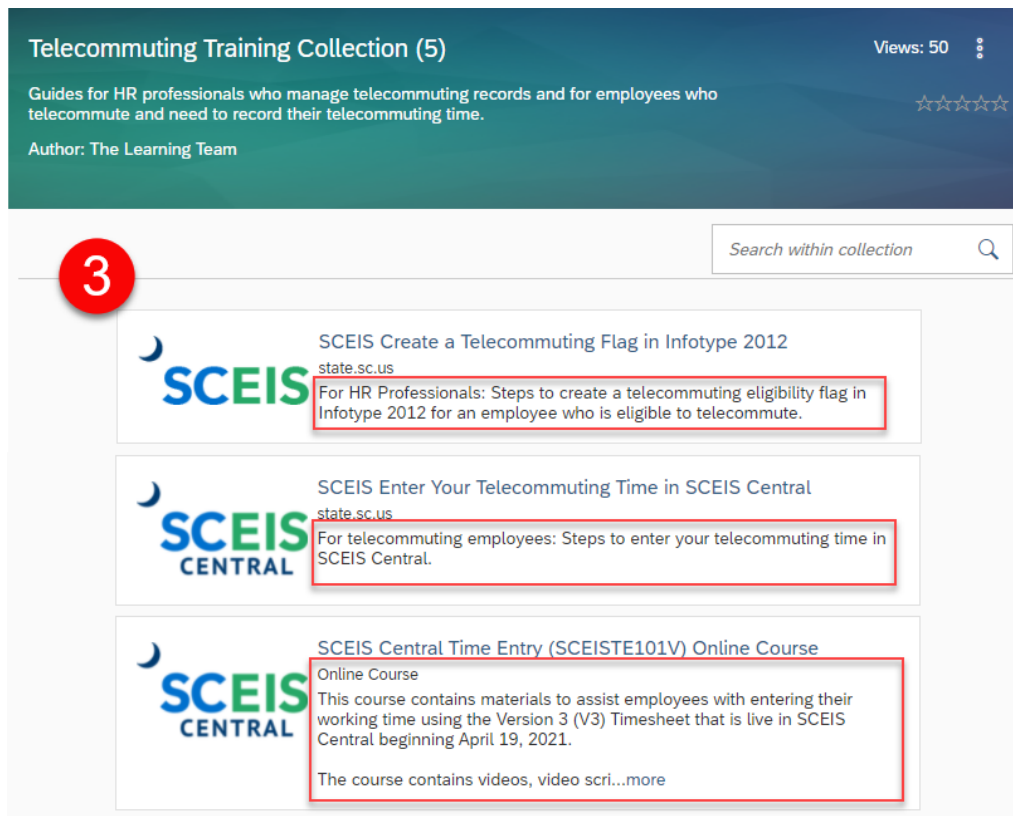 Telecommuting Training Collection (5)
Views: 50
Guides for HR professionals who manage telecommuting records and for employees who
telecommute and need to record their telecommuting time.
Author: The Learning Team
Search within collection
3
SCEIS
SCEIS Create a Telecommuting Flag in Infotype 2012
state.sc.us
For HR Professionals: Steps to create a telecommuting eligibility flag in
Infotype 2012 for an employee who is eligible to telecommute.
SCEIS
CENTRAL
SCEIS Enter Your Telecommuting Time in SCEIS Central
state.sc.us
For telecommuting employees: Steps to enter your telecommuting time in
SCEIS Central.
SCEIS
CENTRAL
SCEIS Central Time Entry (SCEISTE101V) Online Course
Online Course
This course contains materials to assist employees with entering their
working time using the Version 3 (V3) Timesheet that is live in SCEIS
Central beginning April 19, 2021.
The course contains videos, video scri...more